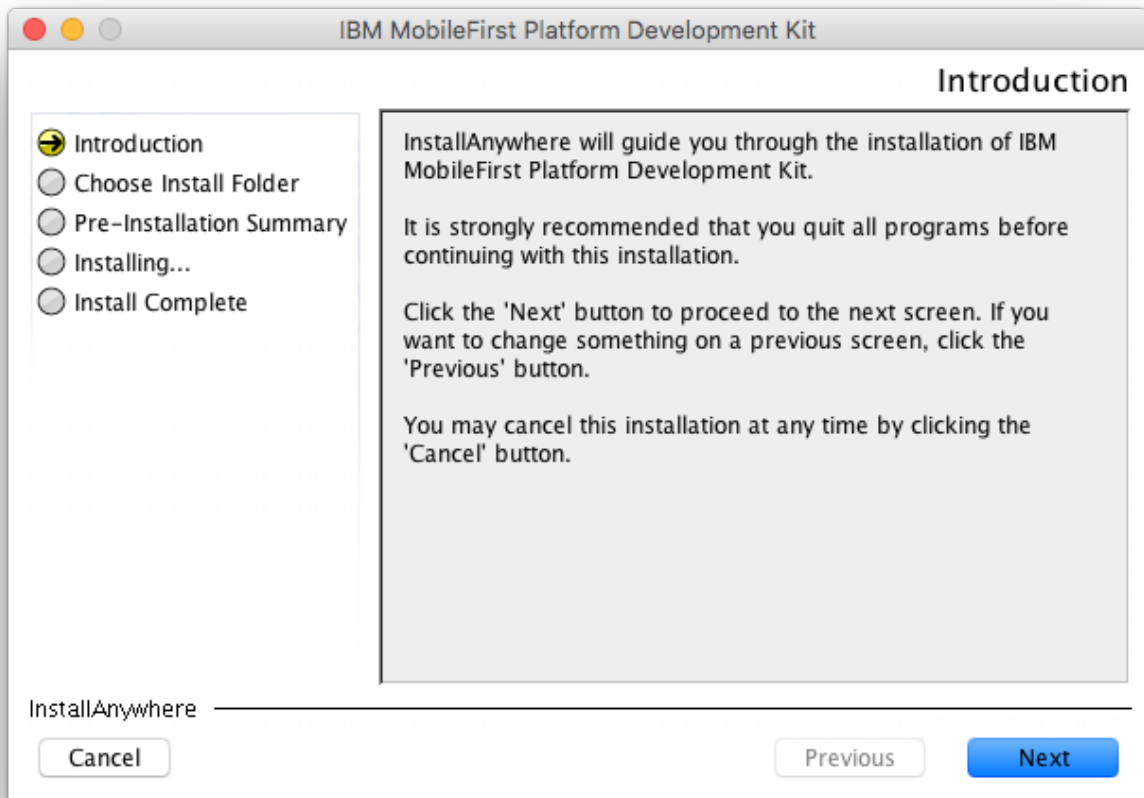 IBM MobileFirst Platform Development Kit
Introduction
Introduction
Choose Install Folder
Pre-Installation Summary
Installing...
Install Complete
InstallAnywhere will guide you through the installation of IBM
MobileFirst Platform Development Kit.
It is strongly recommended that you quit all programs before
continuing with this installation.
Click the 'Next' button to proceed to the next screen. If you
want to change something on a previous screen, click the
'Previous' button.
You may cancel this installation at any time by clicking the
'Cancel' button.
InstallAnywhere
Cancel
Previous
Next